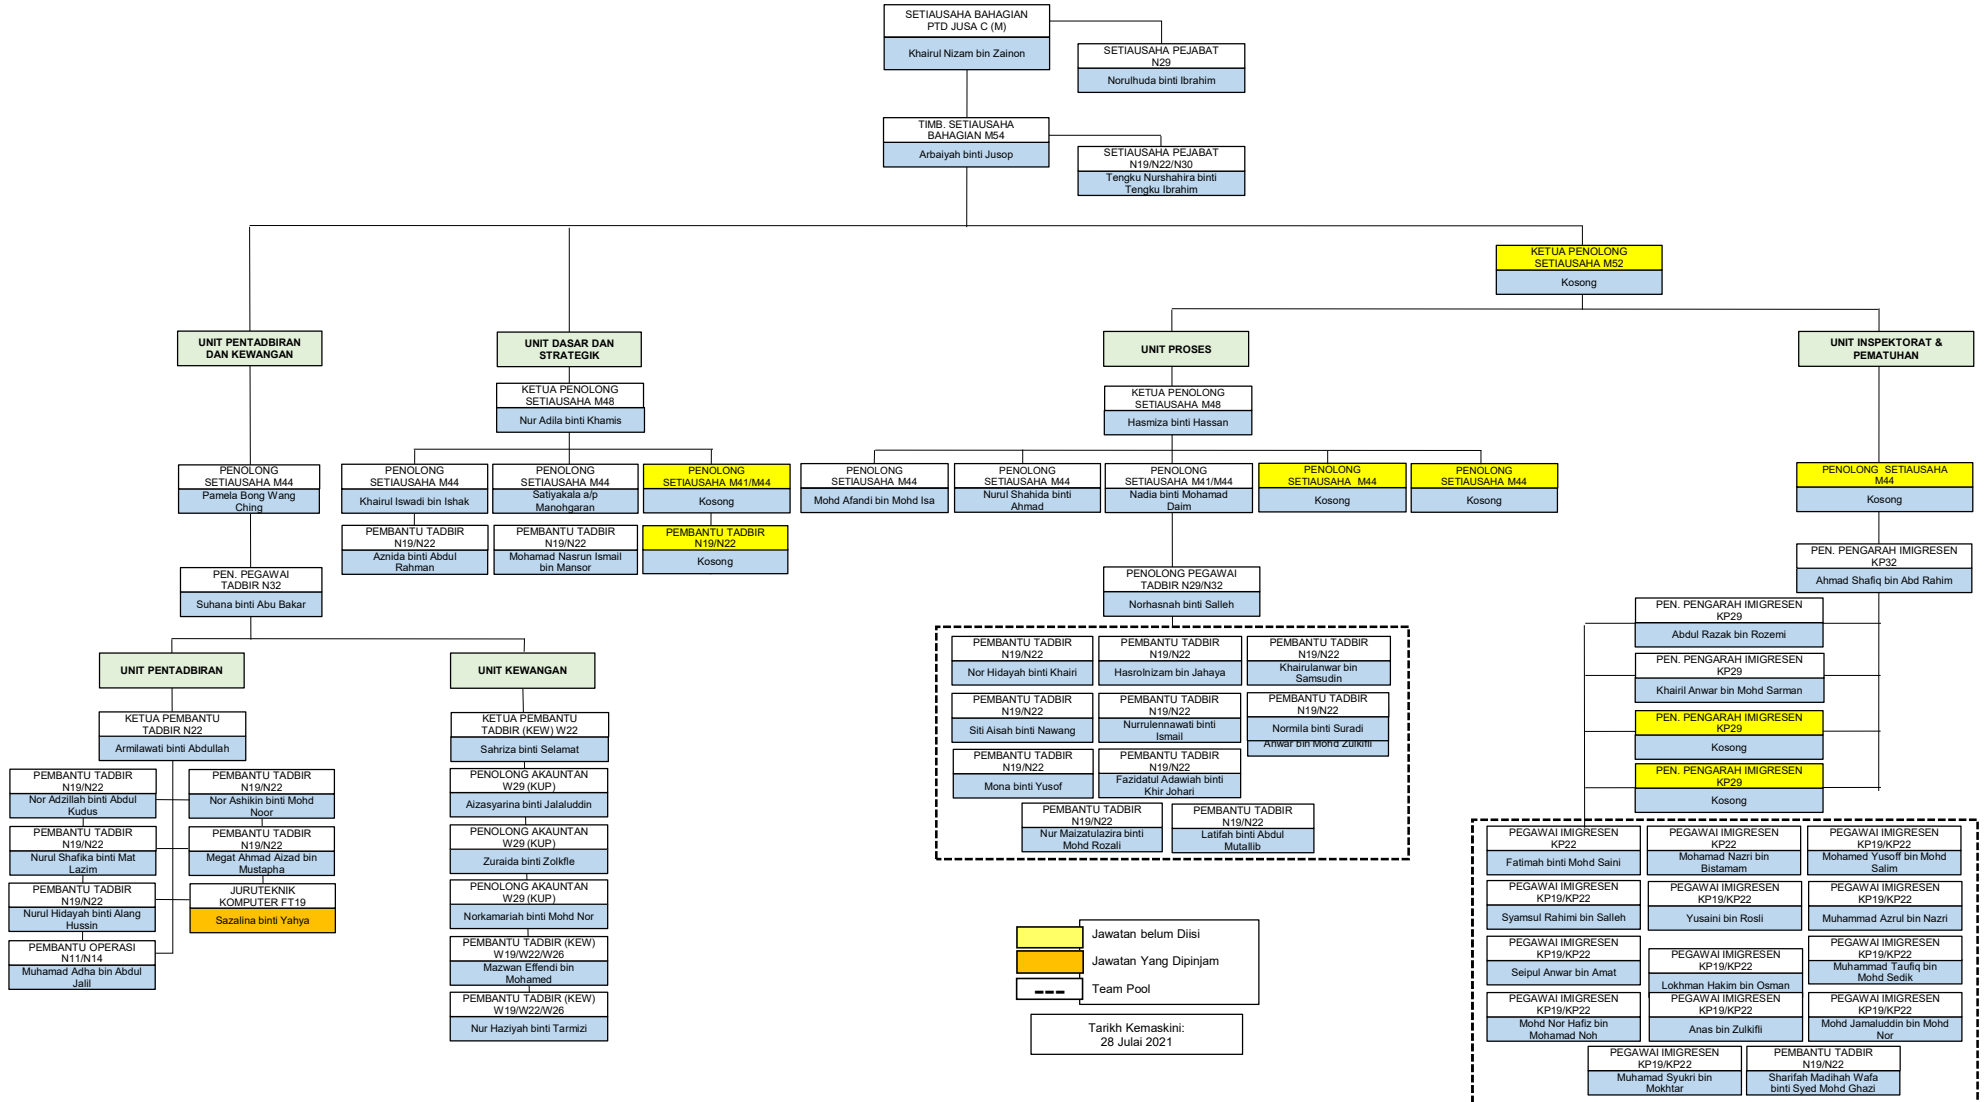 SETIAUSAHA BAHAGIAN
PTD JUSA C (M)
Khairul Nizam bin Zainon
SETIAUSAHA PEJABAT
N29
Norulhuda binti Ibrahim
TIMB. SETIAUSAHA
BAHAGIAN M54
Arbaiyah binti Jusop
SETIAUSAHA PEJABAT
N19/N22/N30
Tengku Nurshahira binti
Tengku Ibrahim
KETUA PENOLONG
SETIAUSAHA M52
Kosong
UNIT PENTADBIRAN
DAN KEWANGAN
UNIT DASAR DAN
STRATEGIK
UNIT PROSES
UNIT INSPEKTORAT &
PEMATUHAN
KETUA PENOLONG
SETIAUSAHA M48
Nur Adila binti Khamis
KETUA PENOLONG
SETIAUSAHA M48
Hasmiza binti Hassan
PENOLONG
SETIAUSAHA M44
Pamela Bong Wang
Ching
PENOLONG
SETIAUSAHA M44
Khairul Iswadi bin Ishak
PENOLONG
SETIAUSAHA M44
Satiyakala a/p
Manohgaran
PENOLONG
SETIAUSAHA M41/M44
Kosong
PENOLONG
SETIAUSAHA M44
Mohd Afandi bin Mohd Isa
PENOLONG
SETIAUSAHA M44
Nurul Shahida binti
Ahmad
PENOLONG
SETIAUSAHA M41/M44
Nadia binti Mohamad
Daim
PENOLONG
SETIAUSAHA M44
Kosong
PENOLONG
SETIAUSAHA M44
Kosong
PENOLONG SETIAUSAHA
M44
Kosong
PEMBANTU TADBIR
N19/N22
Aznida binti Abdul
Rahman
PEMBANTU TADBIR
N19/N22
Mohamad Nasrun Ismail
bin Mansor
PEMBANTU TADBIR
N19/N22
Kosong
PEN. PENGARAH IMIGRESEN
KP32
Ahmad Shafiq bin Abd Rahim
PEN. PEGAWAI
TADBIR N32
Suhana binti Abu Bakar
PENOLONG PEGAWAI
TADBIR N29/N32
Norhasnah binti Salleh
PEN. PENGARAH IMIGRESEN
KP29
Abdul Razak bin Rozemi
PEN. PENGARAH IMIGRESEN
KP29
Khairil Anwar bin Mohd Sarman
PEN. PENGARAH IMIGRESEN
KP29
Kosong
PEN. PENGARAH IMIGRESEN
KP29
Kosong
UNIT PENTADBIRAN
UNIT KEWANGAN
KETUA PEMBANTU
TADBIR N22
Armilawati binti Abdullah
PEMBANTU TADBIR
N19/N22
Nor Adzillah binti Abdul
Kudus
PEMBANTU TADBIR
N19/N22
Nor Ashikin binti Mohd
Noor
PEMBANTU TADBIR
N19/N22
Nurul Shafika binti Mat
Lazim
PEMBANTU TADBIR
N19/N22
Megat Ahmad Aizad bin
Mustapha
PEMBANTU TADBIR
N19/N22
Nurul Hidayah binti Alang
Hussin
JURUTEKNIK
KOMPUTER FT19
Sazalina binti Yahya
PEMBANTU OPERASI
N11/N14
Muhamad Adha bin Abdul
Jalil
KETUA PEMBANTU
TADBIR (KEW) W22
Sahriza binti Selamat
PENOLONG AKAUNTAN
W29 (KUP)
Aizasyarina binti Jalaluddin
PENOLONG AKAUNTAN
W29 (KUP)
Zuraida binti Zolkfle
PENOLONG AKAUNTAN
W29 (KUP)
Norkamariah binti Mohd Nor
PEMBANTU TADBIR (KEW)
W19/W22/W26
Mazwan Effendi bin
Mohamed
PEMBANTU TADBIR (KEW)
W19/W22/W26
Nur Haziyah binti Tarmizi
PEMBANTU TADBIR
N19/N22
Nor Hidayah binti Khairi
PEMBANTU TADBIR
N19/N22
Hasrolnizam bin Jahaya
PEMBANTU TADBIR
N19/N22
Khairulanwar bin
Samsudin
PEMBANTU TADBIR
N19/N22
Siti Aisah binti Nawang
PEMBANTU TADBIR
N19/N22
Nurrulennawati binti
Ismail
PEMBANTU TADBIR
N19/N22
Normila binti Suradi
Anwar bin Mohd Zulkifli
PEMBANTU TADBIR
N19/N22
Mona binti Yusof
PEMBANTU TADBIR
N19/N22
Fazidatul Adawiah binti
Khir Johari
PEMBANTU TADBIR
N19/N22
Nur Maizatulazira binti
Mohd Rozali
PEMBANTU TADBIR
N19/N22
Latifah binti Abdul
Mutallib
PEGAWAI IMIGRESEN
KP22
Fatimah binti Mohd Saini
PEGAWAI IMIGRESEN
KP22
Mohamad Nazri bin
Bistamam
PEGAWAI IMIGRESEN
KP19/KP22
Mohamed Yusoff bin Mohd
Salim
PEGAWAI IMIGRESEN
KP19/KP22
Syamsul Rahimi bin Salleh
PEGAWAI IMIGRESEN
KP19/KP22
Yusaini bin Rosli
PEGAWAI IMIGRESEN
KP19/KP22
Muhammad Azrul bin Nazri
PEGAWAI IMIGRESEN
KP19/KP22
Seipul Anwar bin Amat
PEGAWAI IMIGRESEN
KP19/KP22
Lokhman Hakim bin Osman
PEGAWAI IMIGRESEN
KP19/KP22
Muhammad Taufiq bin
Mohd Sedik
PEGAWAI IMIGRESEN
KP19/KP22
Mohd Nor Hafiz bin
Mohamad Noh
PEGAWAI IMIGRESEN
KP19/KP22
Anas bin Zulkifli
PEGAWAI IMIGRESEN
KP19/KP22
Mohd Jamaluddin bin Mohd
Nor
PEGAWAI IMIGRESEN
KP19/KP22
Muhamad Syukri bin
Mokhtar
PEMBANTU TADBIR
N19/N22
Sharifah Madihah Wafa
binti Syed Mohd Ghazi
Jawatan belum Diisi
Jawatan Yang Dipinjam
Team Pool
Tarikh Kemaskini:
28 Julai 2021